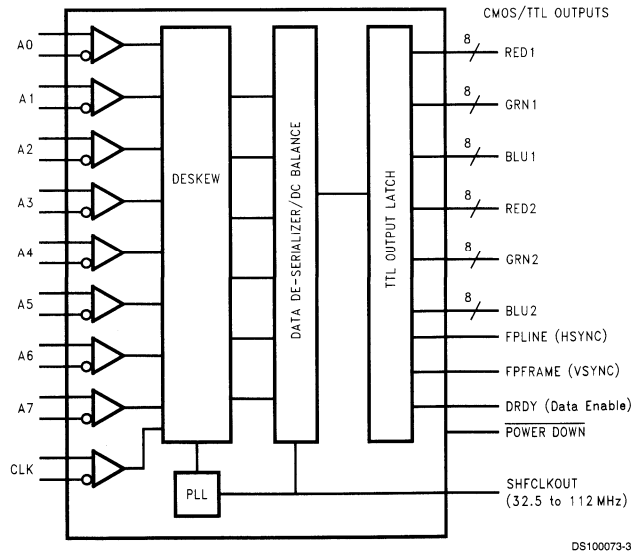 CMOS/TTL OUTPUTS
A0
A1
A2
A3
A4
A5
A6
A7
CLK
DESKEW
PLL
DATA DE-SERIALIZER/DC BALANCE
TTL OUTPUT LATCH
8
RED1
8
GRN1
8
BLU1
8
RED2
8
GRN2
8
BLU2
FPLINE (HSYNC)
FPFRAME (VSYNC)
DRDY (Data Enable)
POWER DOWN
SHFCLKOUT
(32.5 to 112 MHz)
DS100073-3